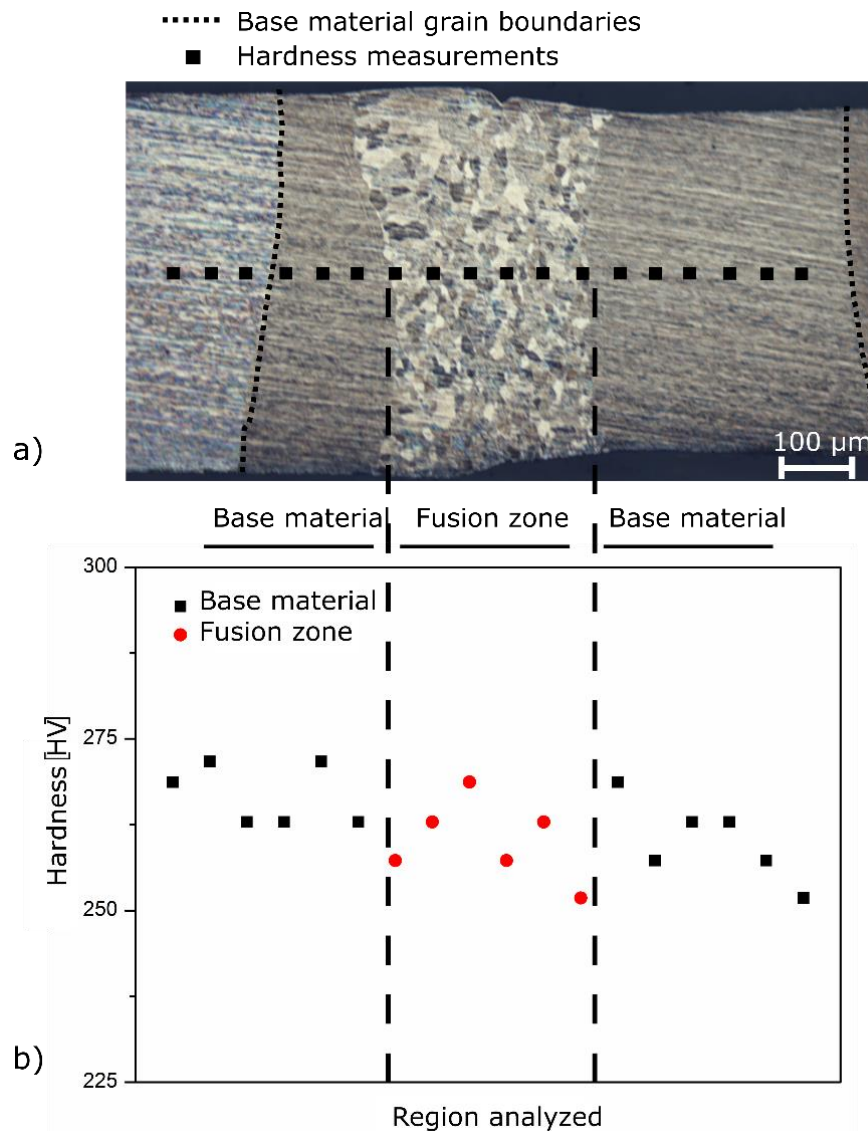 Base material grain boundaries
Hardness measurements
a)
100 µm
Base material Fusion zone Base material
300
Base material
Fusion zone
275
Hardness [HV]
250
b)
225
Region analyzed